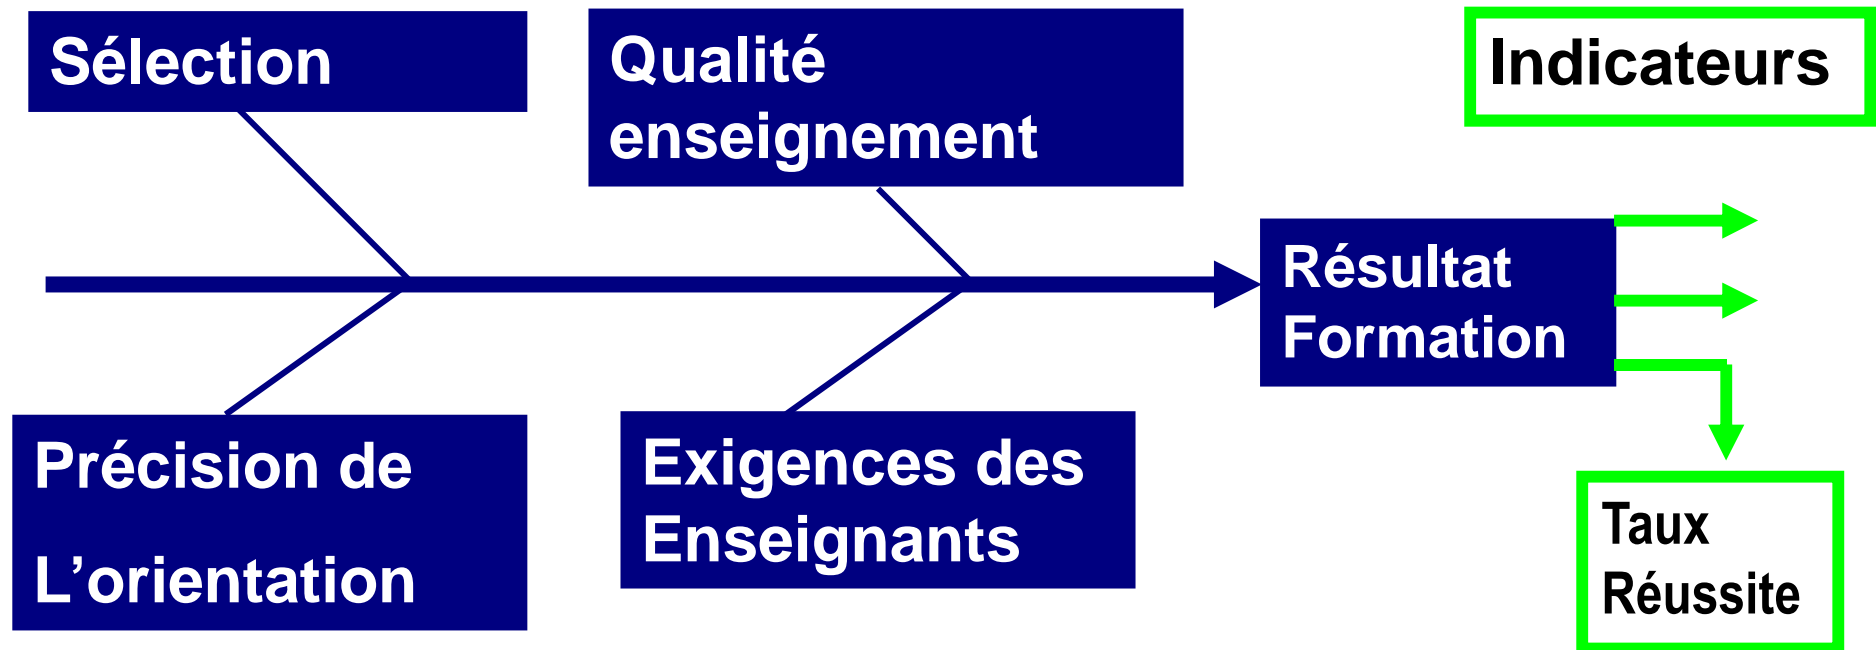 Sélection
Qualité
enseignement
Indicateurs
Résultat
Formation
Précision de
L’orientation
Exigences des
Enseignants
Taux
Réussite